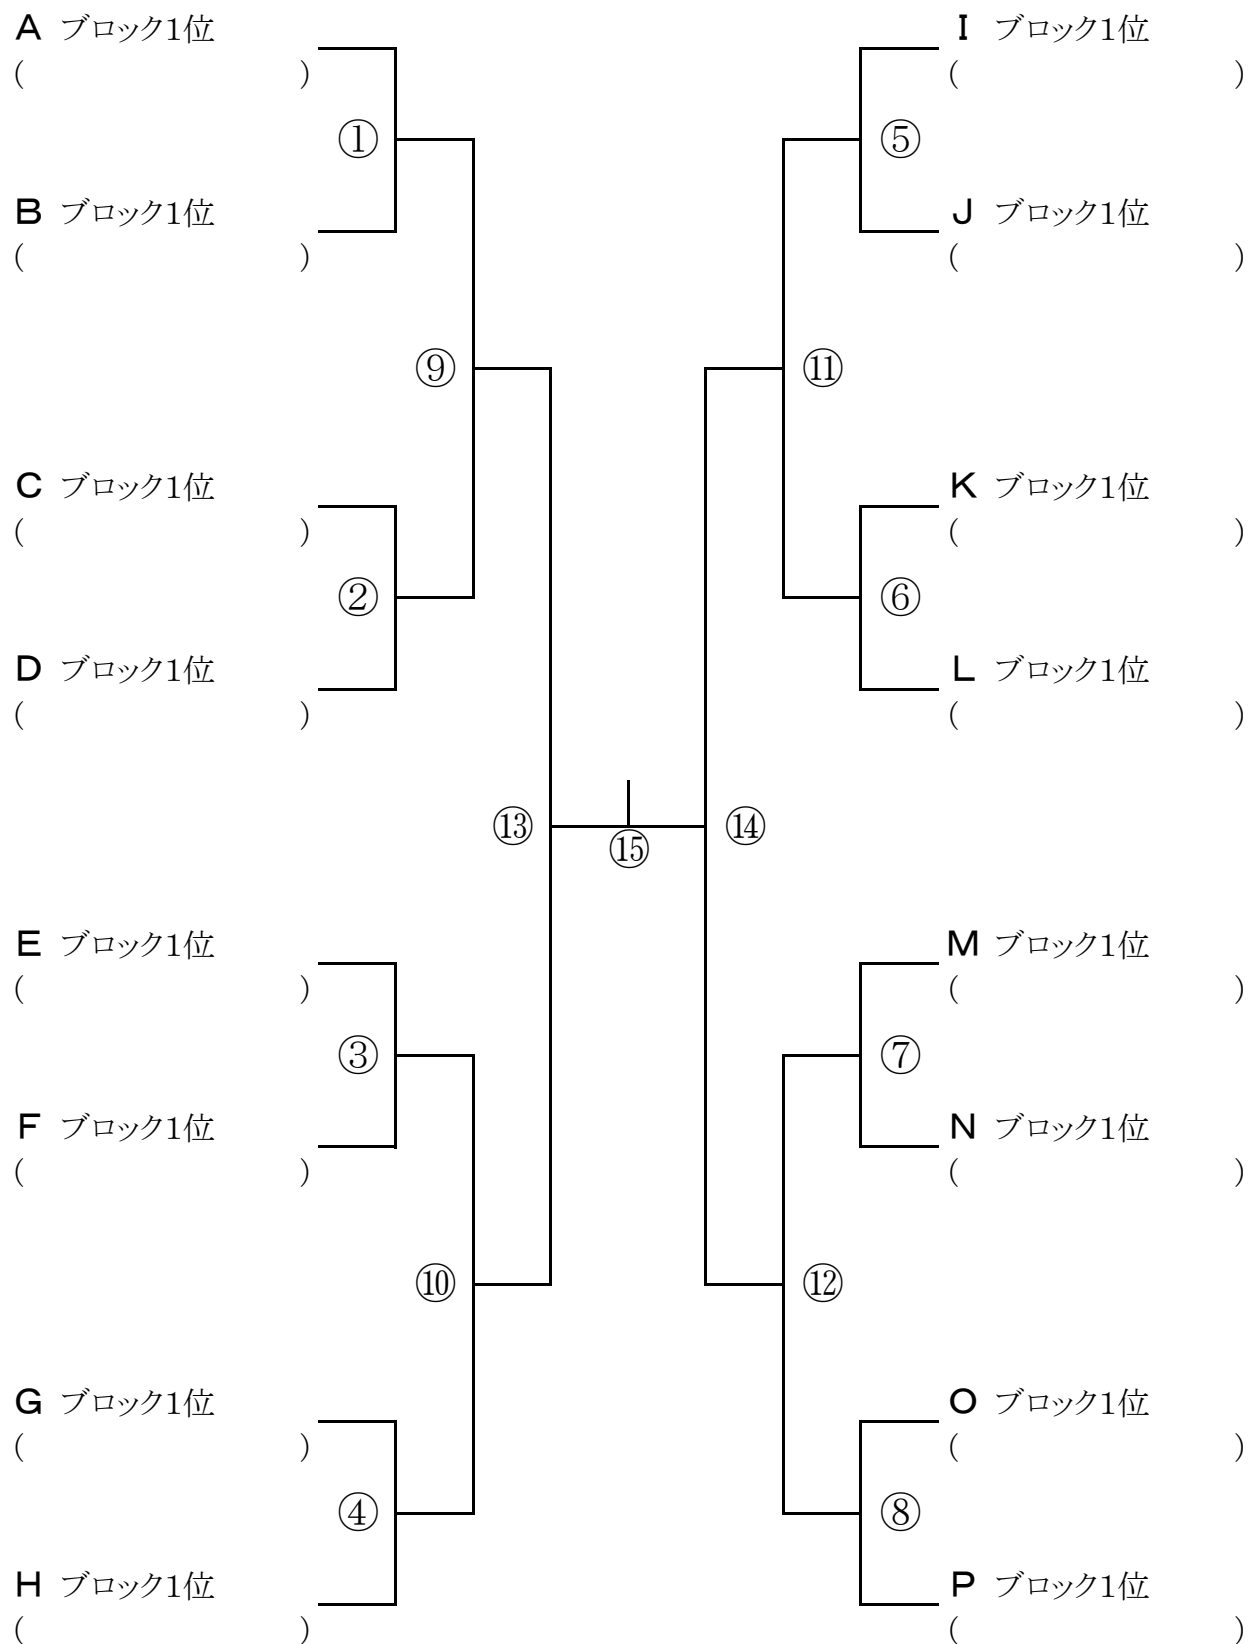 A ブロック1位
( )
①
B ブロック1位
( )
⑨
C ブロック1位
( )
②
D ブロック1位
( )
⑬
E ブロック1位
( )
③
F ブロック1位
( )
⑩
G ブロック1位
( )
④
H ブロック1位
( )
⑮
I ブロック1位
( )
⑤
J ブロック1位
( )
⑪
K ブロック1位
( )
⑥
L ブロック1位
( )
⑭
M ブロック1位
( )
⑦
N ブロック1位
( )
⑫
O ブロック1位
( )
⑧
P ブロック1位
( )